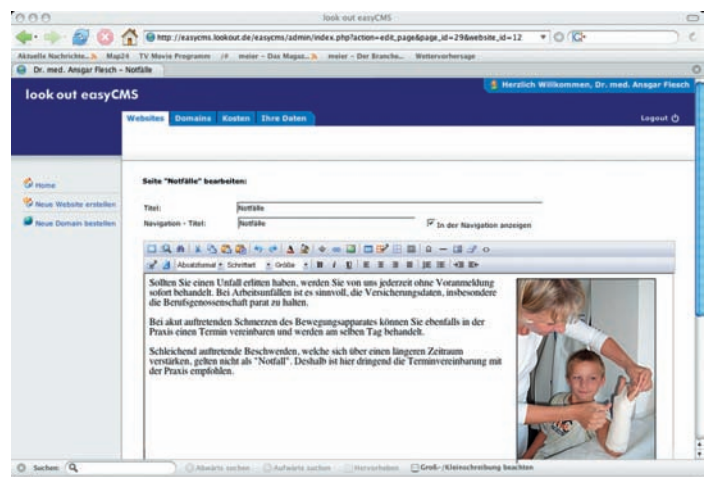 look out easyCMS
http://easycms.lookout.de/easycms/admin/index.php?action=edit_page&page_id=29&website_id=12
Aktuelle Nachrichte... Map24 TV Movie Programm meier - Das Magaz... meier - Der Branche... Wettervorhersage
Dr. med. Ansgar Flesch - Notfälle
Herzlich Willkommen, Dr. med. Ansgar Flesch
look out easyCMS
Websites Domains Kosten Ihre Daten
Logout
Home
Neue Website erstellen
Neue Domain bestellen
Seite "Notfälle" bearbeiten:
Titel: Notfälle
Navigation - Titel: Notfälle In der Navigation anzeigen
Absatzformat Schriftart Größe B I U
Sollten Sie einen Unfall erlitten haben, werden Sie von uns jederzeit ohne Voranmeldung
sofort behandelt. Bei Arbeitsunfällen ist es sinnvoll, die Versicherungsdaten, insbesondere
die Berufsgenossenschaft parat zu halten.
Bei akut auftretenden Schmerzen des Bewegungsapparates können Sie ebenfalls in der
Praxis einen Termin vereinbaren und werden am selben Tag behandelt.
Schleichend auftretende Beschwerden, welche sich über einen längeren Zeitraum
verstärken, gelten nicht als "Notfall". Deshalb ist hier dringend die Terminvereinbarung mit
der Praxis empfohlen.
Suchen: Abwärts suchen Aufwärts suchen Hervorheben Groß-/Kleinschreibung beachten